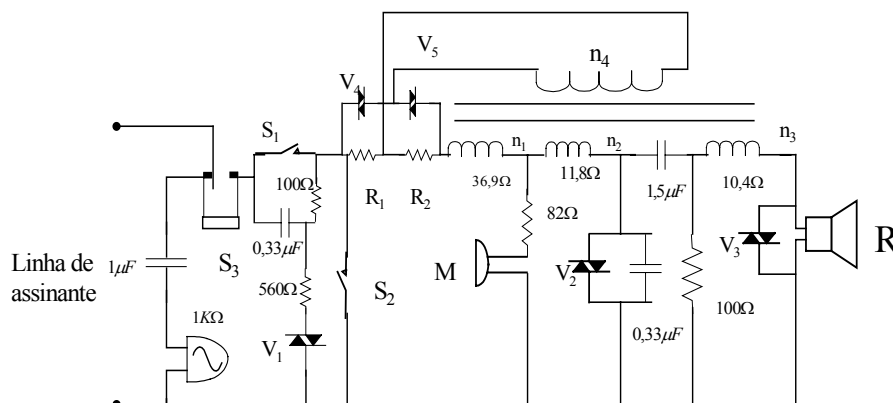 V₅
n₄
V₄
S₁
n₁
n₂
n₃
100Ω
R₁
R₂
36,9Ω
11,8Ω
1,5μF
10,4Ω
82Ω
0,33μF
S₃
Linha de
assinante
1μF
M
V₂
V₃
R
S₂
560Ω
100Ω
1KΩ
0,33μF
V₁